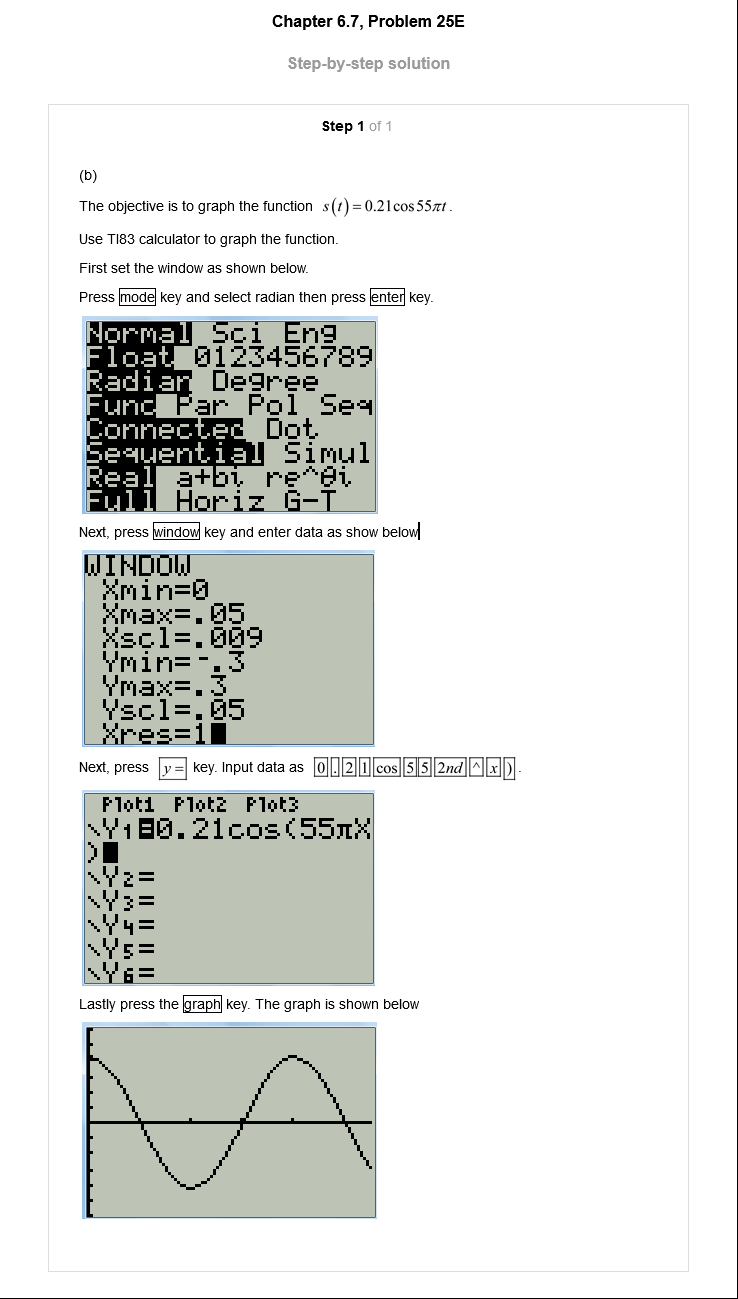 Chapter 6.7, Problem 25E
Step-by-step solution
Step 1 of 1
(b)
The objective is to graph the function s(t) = 0.21cos55πt.
Use TI83 calculator to graph the function.
First set the window as shown below.
Press mode key and select radian then press enter key.
Normal Sci Eng
Float 0123456789
Radian Degree
Func Par Pol Seq
Connected Dot
Sequential Simul
Real a+bi re^θi
Full Horiz G-T
Next, press window key and enter data as show below
WINDOW
Xmin=0
Xmax=.05
Xscl=.009
Ymin=-.3
Ymax=.3
Yscl=.05
Xres=1
Next, press y= key. Input data as 0 . 2 1 cos 5 5 2nd ^ x ) .
Plot1 Plot2 Plot3
\Y1=0.21cos(55πX
)
\Y2=
\Y3=
\Y4=
\Y5=
\Y6=
Lastly press the graph key. The graph is shown below